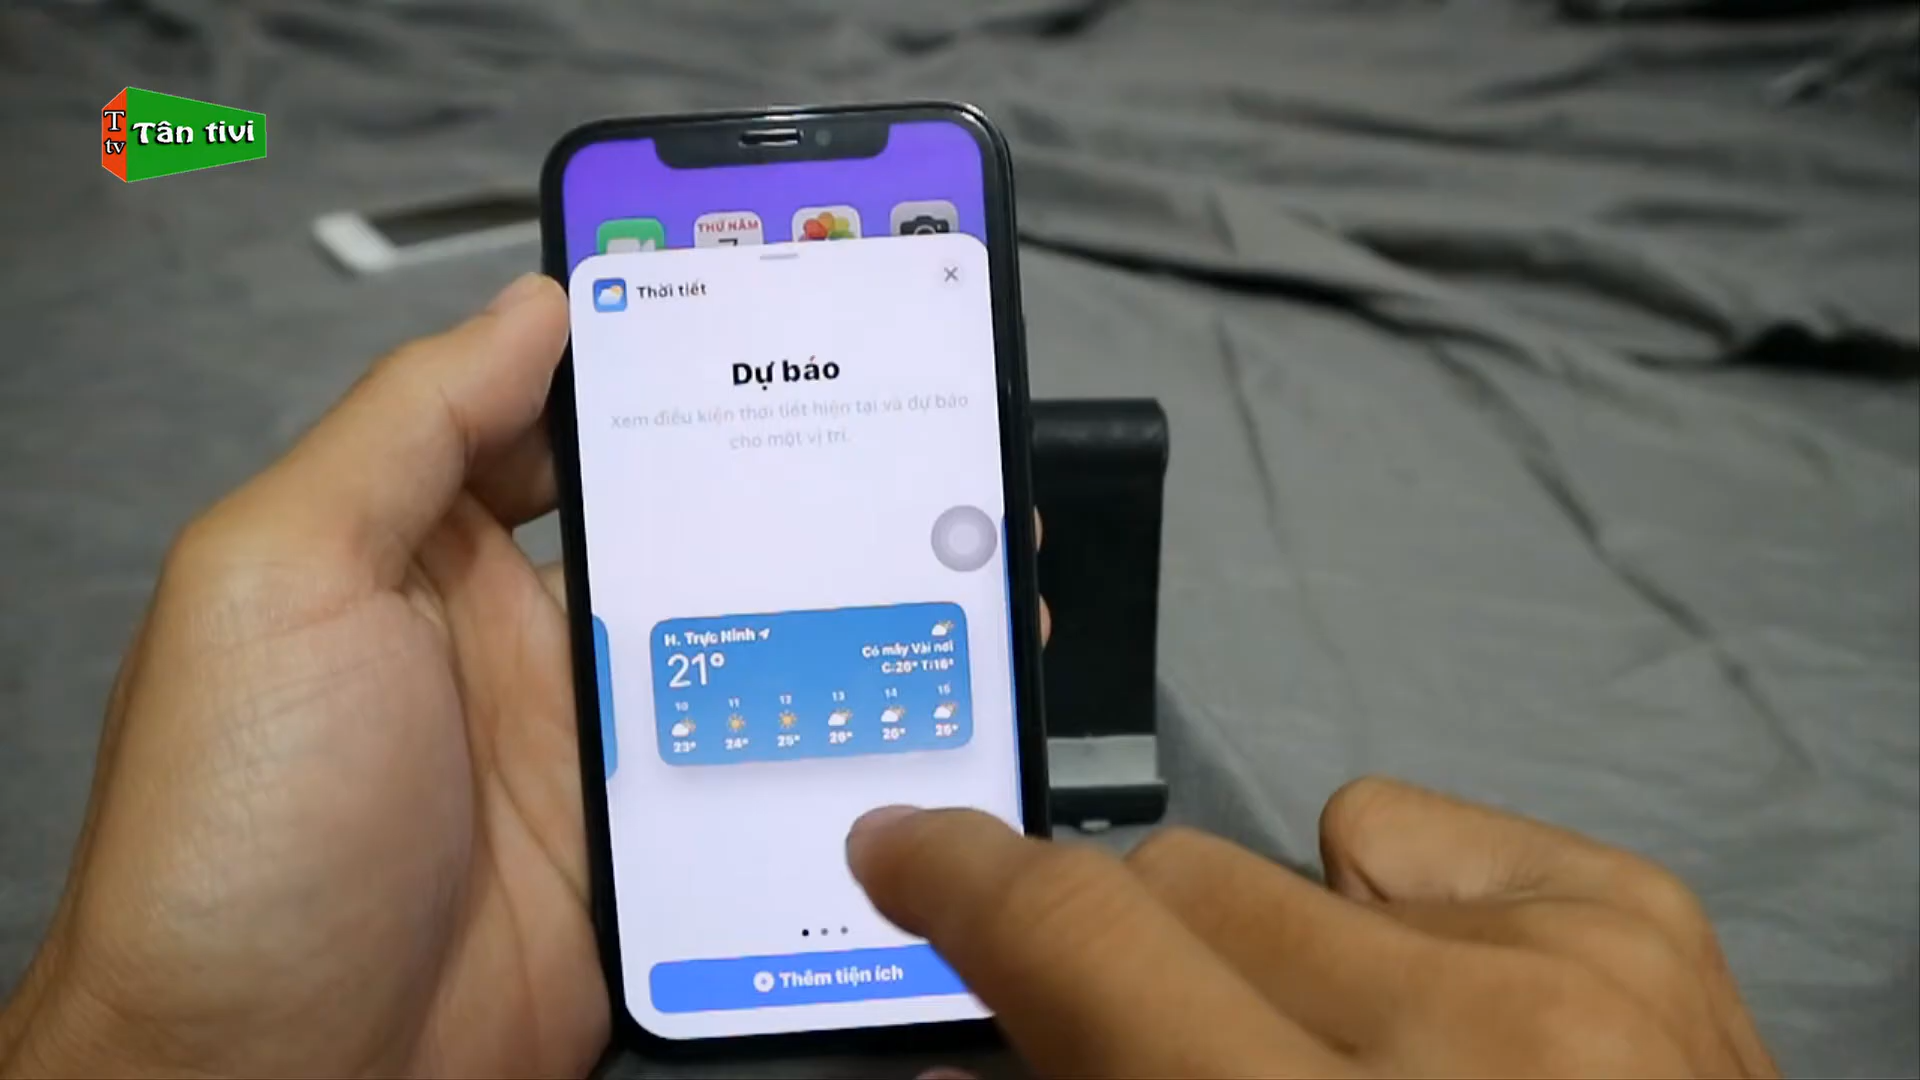 T
tv
Tân tivi
THỨ NĂM
7
Thời tiết
Dự báo
Xem điều kiện thời tiết hiện tại và dự báo
cho một vị trí.
H. Trực Ninh
21°
Có mây Vài nơi
C:26° T:16°
10 11 12 13 14 15
23° 24° 25° 26° 26° 25°
Thêm tiện ích